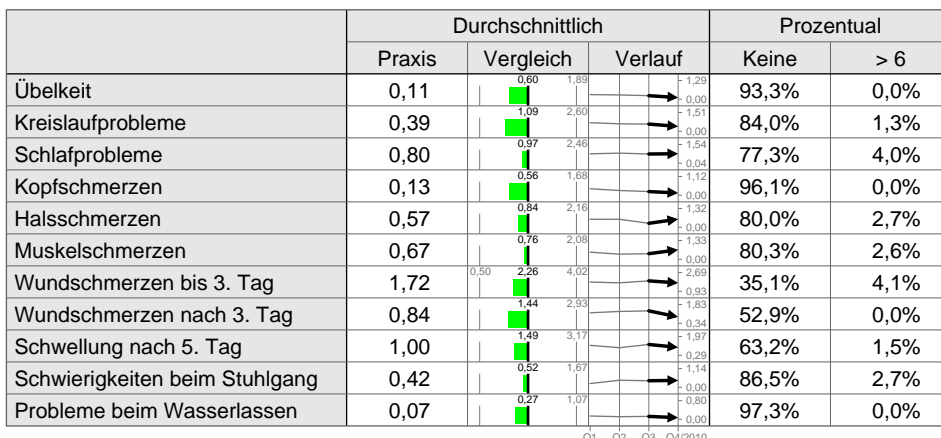 Durchschnittlich Prozentual
Praxis Vergleich Verlauf Keine > 6
Übelkeit 0,11 0,60 1,89 1,29 0,00 93,3% 0,0%
Kreislaufprobleme 0,39 1,09 2,60 1,51 0,00 84,0% 1,3%
Schlafprobleme 0,80 0,97 2,46 1,54 0,04 77,3% 4,0%
Kopfschmerzen 0,13 0,56 1,68 1,12 0,00 96,1% 0,0%
Halsschmerzen 0,57 0,84 2,16 1,32 0,00 80,0% 2,7%
Muskelschmerzen 0,67 0,76 2,08 1,33 0,00 80,3% 2,6%
Wundschmerzen bis 3. Tag 1,72 0,50 2,26 4,02 2,69 0,93 35,1% 4,1%
Wundschmerzen nach 3. Tag 0,84 1,44 2,93 1,83 0,34 52,9% 0,0%
Schwellung nach 5. Tag 1,00 1,49 3,17 1,97 0,29 63,2% 1,5%
Schwierigkeiten beim Stuhlgang 0,42 0,52 1,67 1,14 0,00 86,5% 2,7%
Probleme beim Wasserlassen 0,07 0,27 1,07 0,80 0,00 97,3% 0,0%
Q1 Q2 Q3 Q4/2019